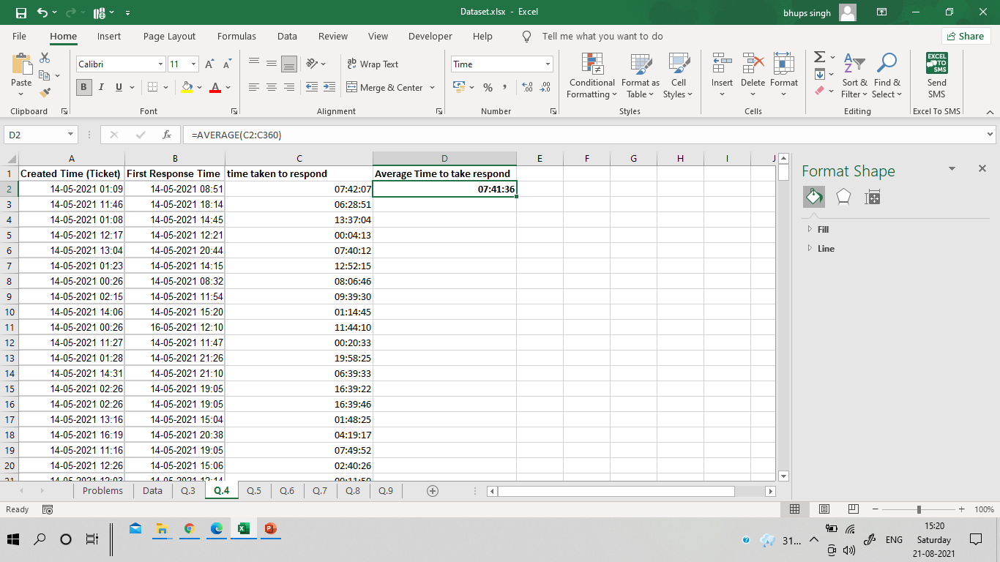 Dataset.xlsx - Excel
bhups singh
File Home Insert Page Layout Formulas Data Review View Developer Help Tell me what you want to do Share
Calibri 11 Wrap Text Time
EXCEL TO SMS
Paste B I U A Merge & Center % , Conditional Formatting Format as Table Cell Styles Insert Delete Format Sort & Filter Find & Select Send SMS
Clipboard Font Alignment Number Styles Cells Editing Excel To SMS
D2 fx =AVERAGE(C2:C360)
A B C D E F G H I J
1 Created Time (Ticket) First Response Time time taken to respond Average Time to take respond
2 14-05-2021 01:09 14-05-2021 08:51 07:42:07 07:41:36
3 14-05-2021 11:46 14-05-2021 18:14 06:28:51
4 14-05-2021 01:08 14-05-2021 14:45 13:37:04
5 14-05-2021 12:17 14-05-2021 12:21 00:04:13
6 14-05-2021 13:04 14-05-2021 20:44 07:40:12
7 14-05-2021 01:23 14-05-2021 14:15 12:52:15
8 14-05-2021 00:26 14-05-2021 08:32 08:06:46
9 14-05-2021 02:15 14-05-2021 11:54 09:39:30
10 14-05-2021 14:06 14-05-2021 15:20 01:14:45
11 14-05-2021 00:26 16-05-2021 12:10 11:44:10
12 14-05-2021 11:27 14-05-2021 11:47 00:20:33
13 14-05-2021 01:28 14-05-2021 21:26 19:58:25
14 14-05-2021 14:31 14-05-2021 21:10 06:39:33
15 14-05-2021 02:26 14-05-2021 19:05 16:39:22
16 14-05-2021 02:26 14-05-2021 19:05 16:39:46
17 14-05-2021 13:16 14-05-2021 15:04 01:48:25
18 14-05-2021 16:19 14-05-2021 20:38 04:19:17
19 14-05-2021 11:16 14-05-2021 19:05 07:49:52
20 14-05-2021 12:26 14-05-2021 15:06 02:40:26
Format Shape
Fill
Line
Problems Data Q.3 Q.4 Q.5 Q.6 Q.7 Q.8 Q.9
Ready 100%
31... ENG 15:20
Saturday
21-08-2021